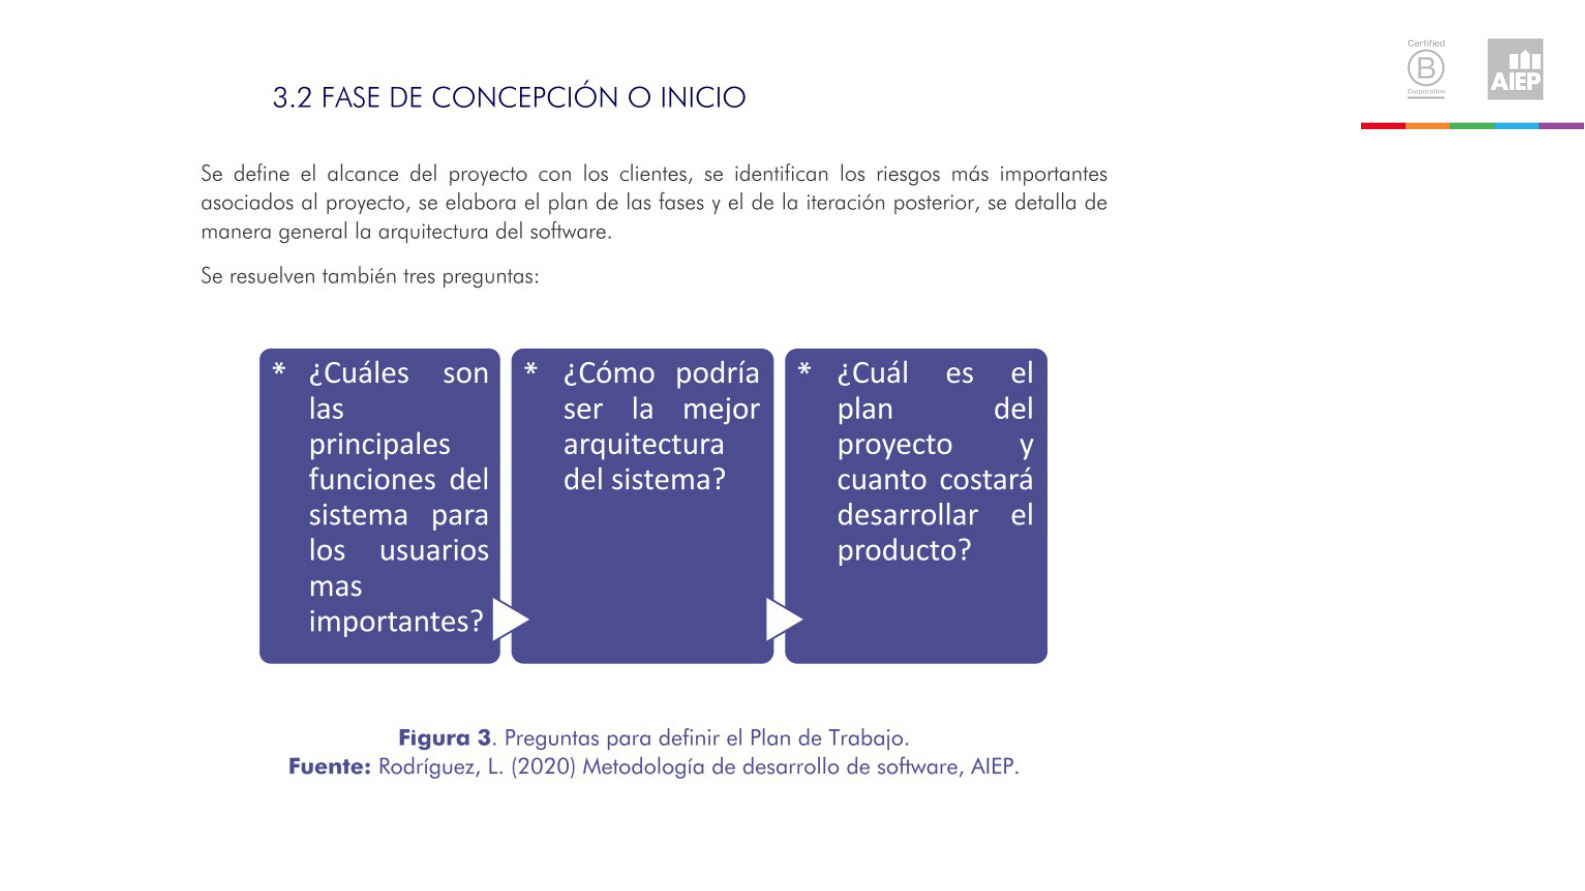 Certified
B
Corporation
AIEP
3.2 FASE DE CONCEPCIÓN O INICIO
Se define el alcance del proyecto con los clientes, se identifican los riesgos más importantes
asociados al proyecto, se elabora el plan de las fases y el de la iteración posterior, se detalla de
manera general la arquitectura del software.
Se resuelven también tres preguntas:
* ¿Cuáles son
las
principales
funciones del
sistema para
los usuarios
mas
importantes?
* ¿Cómo podría
ser la mejor
arquitectura
del sistema?
* ¿Cuál es el
plan del
proyecto y
cuanto costará
desarrollar el
producto?
Figura 3. Preguntas para definir el Plan de Trabajo.
Fuente: Rodríguez, L. (2020) Metodología de desarrollo de software, AIEP.